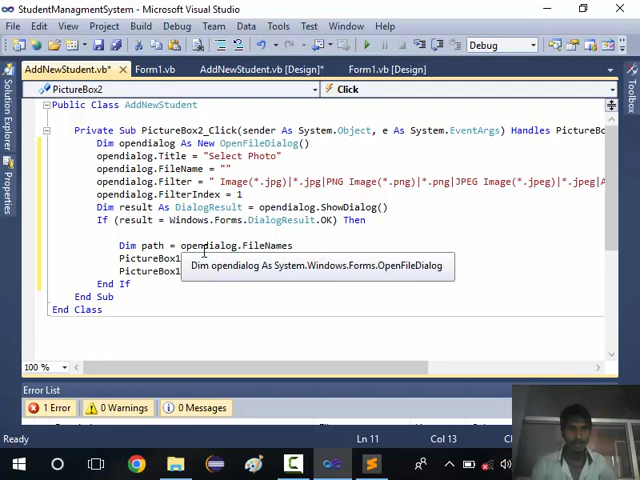 StudentManagmentSystem - Microsoft Visual Studio
File Edit View Project Build Debug Team Data Tools Test Window Help
Debug
AddNewStudent.vb* × Form1.vb AddNewStudent.vb [Design]* Form1.vb [Design]
PictureBox2 Click
Solution Explorer
Properties
Toolbox
Public Class AddNewStudent
Private Sub PictureBox2_Click(sender As System.Object, e As System.EventArgs) Handles PictureBo
Dim opendialog As New OpenFileDialog()
opendialog.Title = "Select Photo"
opendialog.FileName = ""
opendialog.Filter = " Image(*.jpg)|*.jpg|PNG Image(*.png)|*.png|JPEG Image(*.jpeg)|*.jpeg|A
opendialog.FilterIndex = 1
Dim result As DialogResult = opendialog.ShowDialog()
If (result = Windows.Forms.DialogResult.OK) Then
Dim path = opendialog.FileNames
PictureBox1
Dim opendialog As System.Windows.Forms.OpenFileDialog
PictureBox1
End If
End Sub
End Class
100 %
Error List
1 Error 0 Warnings 0 Messages
Ready Ln 11 Col 13